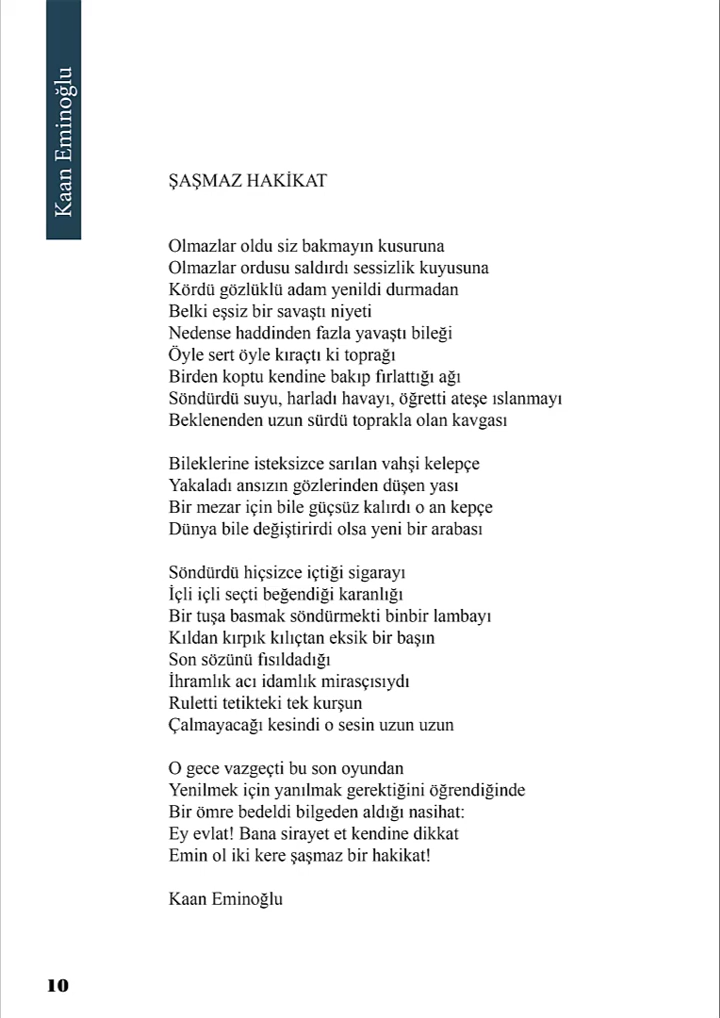 Kaan Eminoğlu
ŞAŞMAZ HAKİKAT
Olmazlar oldu siz bakmayın kusuruna
Olmazlar ordusu saldırdı sessizlik kuyusuna
Kördü gözlüklü adam yenildi durmadan
Belki eşsiz bir savaştı niyeti
Nedense haddinden fazla yavaştı bileği
Öyle sert öyle kıraçtı ki toprağı
Birden koptu kendine bakıp fırlattığı ağı
Söndürdü suyu, harladı havayı, öğretti ateşe ıslanmayı
Beklenenden uzun sürdü toprakla olan kavgası
Bileklerine isteksizce sarılan vahşi kelepçe
Yakaladı ansızın gözlerinden düşen yası
Bir mezar için bile güçsüz kalırdı o an kepçe
Dünya bile değiştirirdi olsa yeni bir arabası
Söndürdü hiçsizce içtiği sigarayı
İçli içli seçti beğendiği karanlığı
Bir tuşa basmak söndürmekti binbir lambayı
Kıldan kırpık kılıçtan eksik bir başın
Son sözünü fısıldadığı
İhramlık acı idamlık mirasçısıydı
Ruletti tetikteki tek kurşun
Çalmayacağı kesindi o sesin uzun uzun
O gece vazgeçti bu son oyundan
Yenilmek için yanılmak gerektiğini öğrendiğinde
Bir ömre bedeldi bilgeden aldığı nasihat:
Ey evlat! Bana sirayet et kendine dikkat
Emin ol iki kere şaşmaz bir hakikat!
Kaan Eminoğlu
10